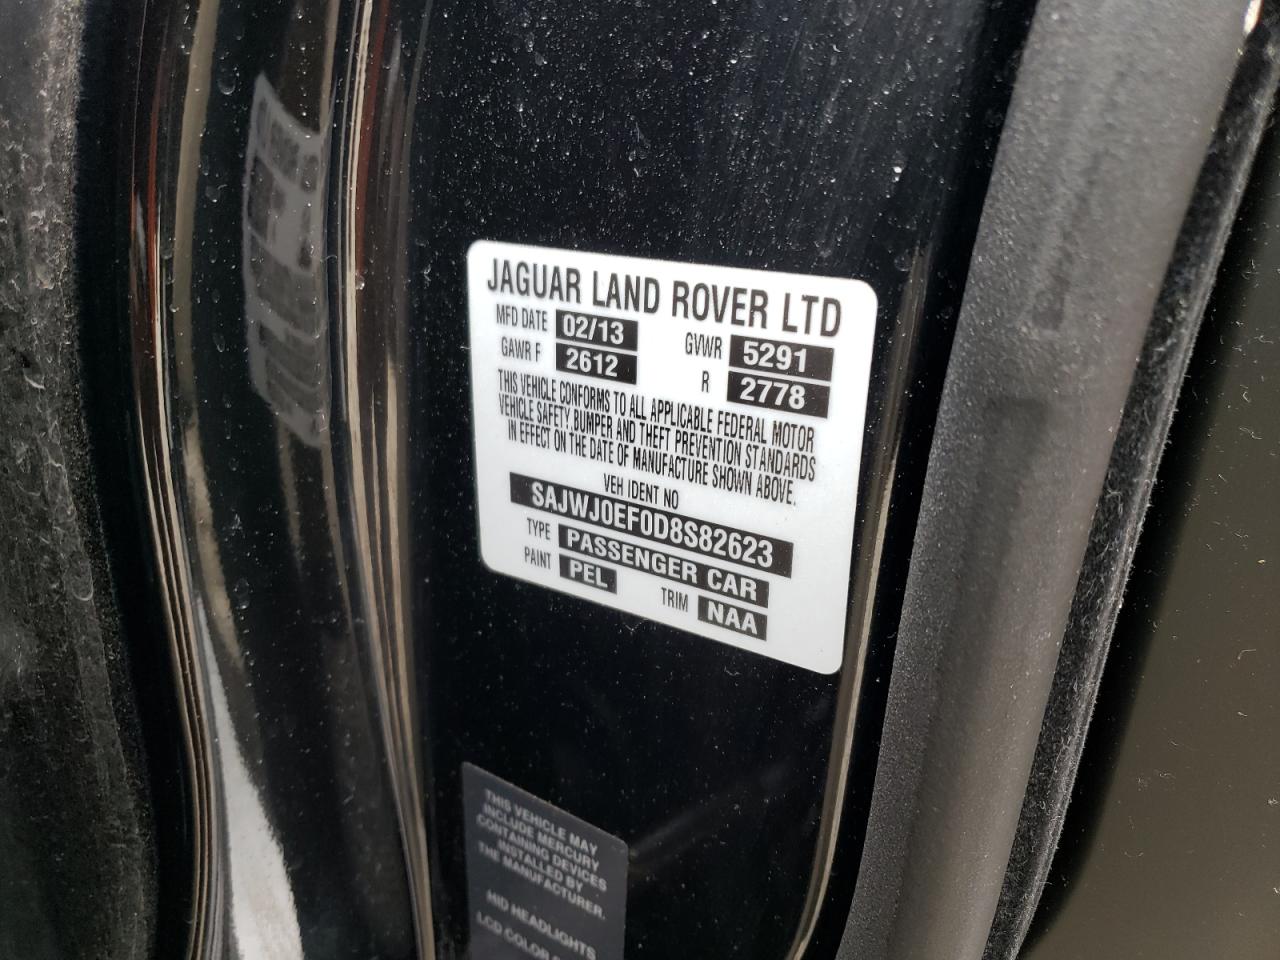 JAGUAR LAND ROVER LTD
MFD DATE 02/13 GVWR 5291
GAWR F 2612 R 2778
THIS VEHICLE CONFORMS TO ALL APPLICABLE FEDERAL MOTOR
VEHICLE SAFETY, BUMPER AND THEFT PREVENTION STANDARDS
IN EFFECT ON THE DATE OF MANUFACTURE SHOWN ABOVE.
VEH IDENT NO
SAJWJ0EF0D8S82623
TYPE PASSENGER CAR
PAINT PEL TRIM NAA
THIS VEHICLE MAY
INCLUDE MERCURY
CONTAINING DEVICES
INSTALLED BY
THE MANUFACTURER.
HID HEADLIGHTS
LCD COLOR